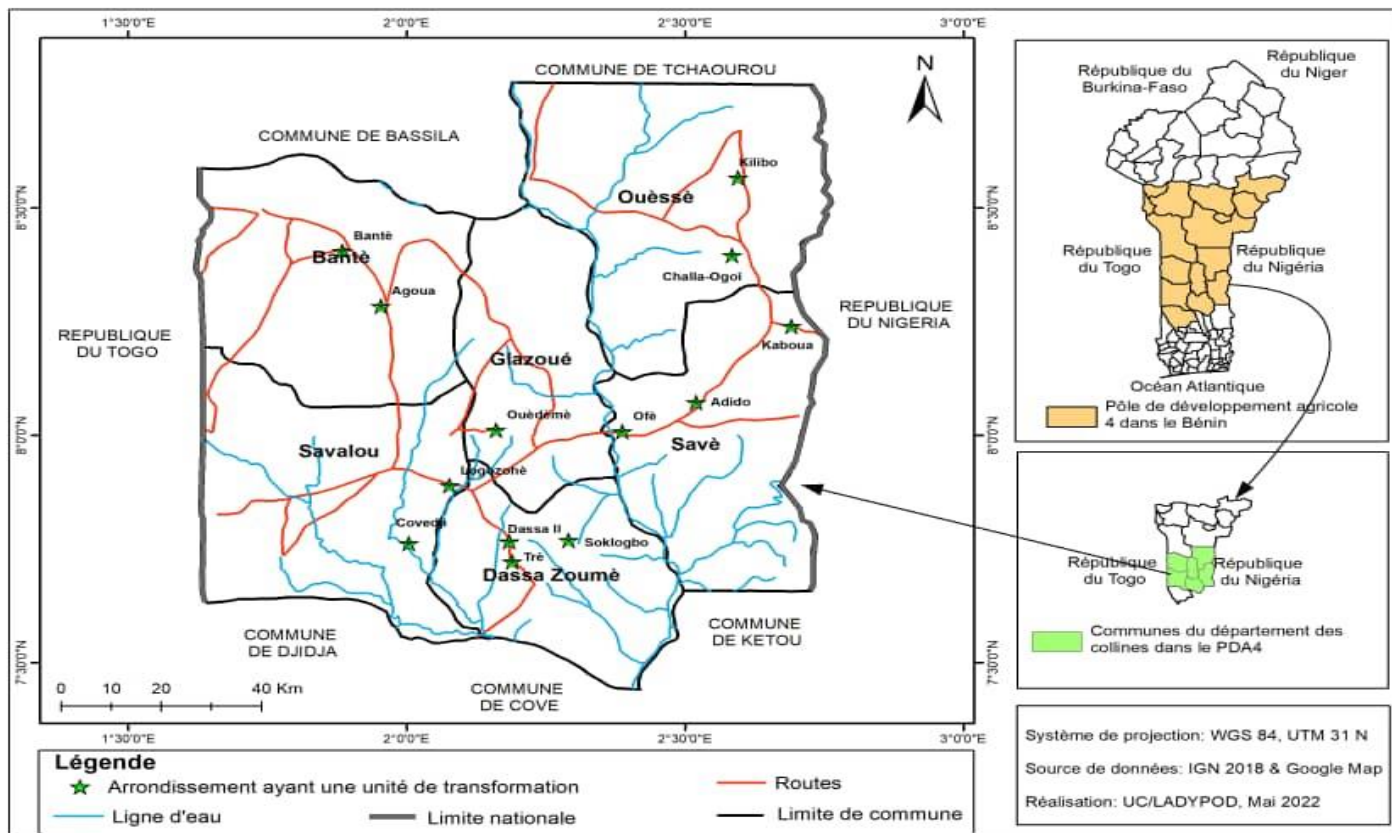 1°30'0"E
2°0'0"E
2°30'0"E
3°0'0"E
COMMUNE DE TCHAOUROU
N
COMMUNE DE BASSILA
8°30'0"N
8°30'0"N
Kilibo
Ouèssè
Bantè
Bantè
Challa-Ogoi
Agoua
REPUBLIQUE
DU TOGO
REPUBLIQUE
DU NIGERIA
Kaboua
Glazoué
Adido
Ouèdèmè
Ofè
8°0'0"N
8°0'0"N
Savalou
Savè
Logozohè
Covedji
Dassa II
Soklogbo
Trè
Dassa Zoumè
COMMUNE
DE DJIDJA
COMMUNE
DE KETOU
COMMUNE
DE COVE
7°30'0"N
7°30'0"N
0 10 20 40 Km
1°30'0"E
2°0'0"E
2°30'0"E
3°0'0"E
Légende
Arrondissement ayant une unité de transformation
Routes
Ligne d'eau
Limite nationale
Limite de commune
République du
Burkina-Faso
République
du Niger
République
du Togo
République
du Nigéria
Océan Atlantique
Pôle de développement agricole
4 dans le Bénin
République
du Togo
République
du Nigéria
Communes du département des
collines dans le PDA4
Système de projection: WGS 84, UTM 31 N
Source de données: IGN 2018 & Google Map
Réalisation: UC/LADYPOD, Mai 2022